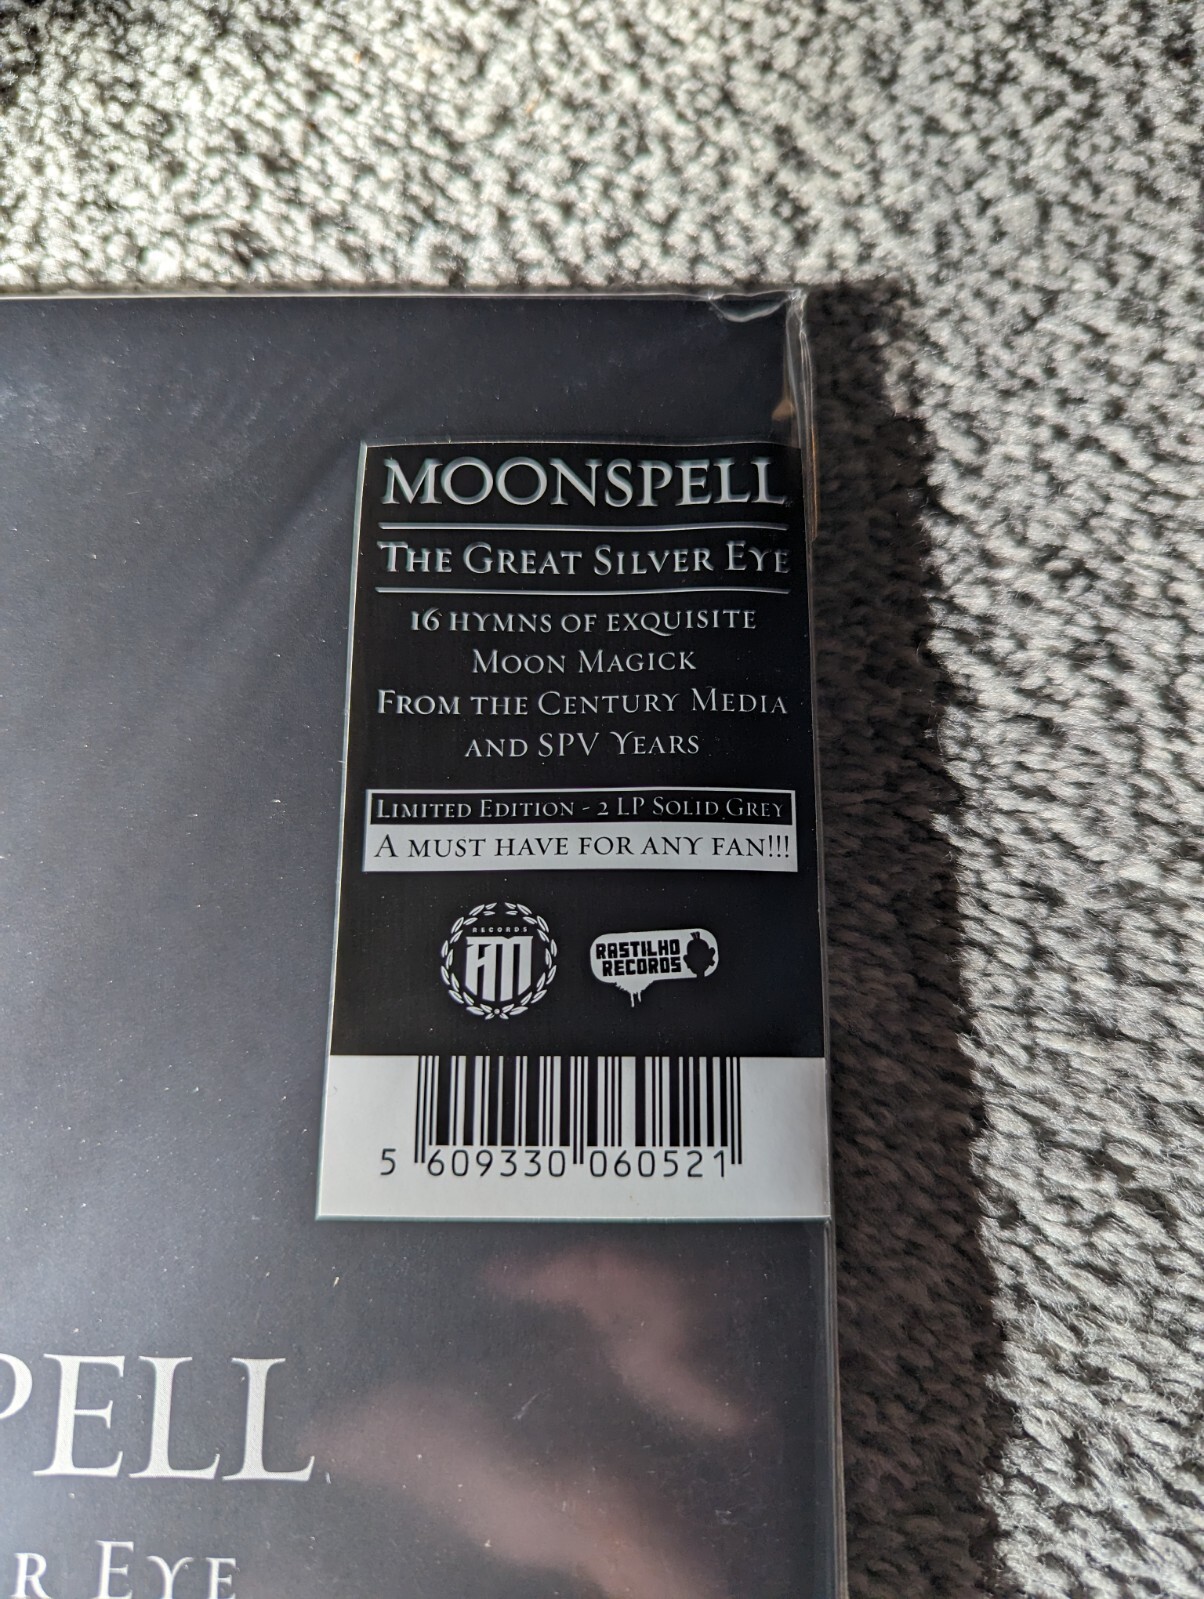 MOONSPELL
THE GREAT SILVER EYE
16 HYMNS OF EXQUISITE
MOON MAGICK
FROM THE CENTURY MEDIA
AND SPV YEARS
LIMITED EDITION - 2 LP SOLID GREY
A MUST HAVE FOR ANY FAN!!!
RECORDS
RASTILHO
RECORDS
5 609330 060521
PELL
R EYE